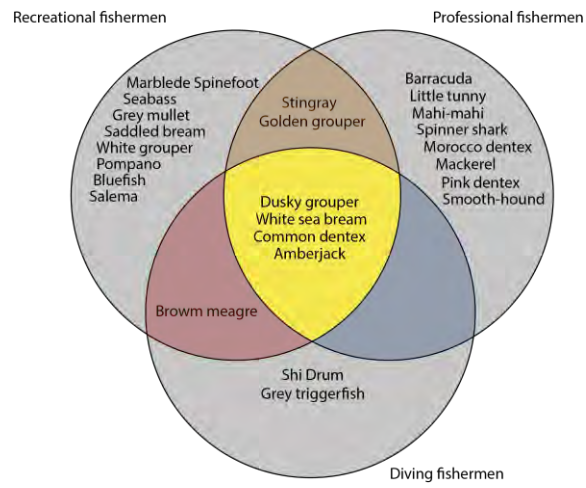 Recreational fishermen
Professional fishermen
Marblede Spinefoot
Seabass
Grey mullet
Saddled bream
White grouper
Pompano
Bluefish
Salema
Stingray
Golden grouper
Barracuda
Little tunny
Mahi-mahi
Spinner shark
Morocco dentex
Mackerel
Pink dentex
Smooth-hound
Dusky grouper
White sea bream
Common dentex
Amberjack
Browm meagre
Shi Drum
Grey triggerfish
Diving fishermen